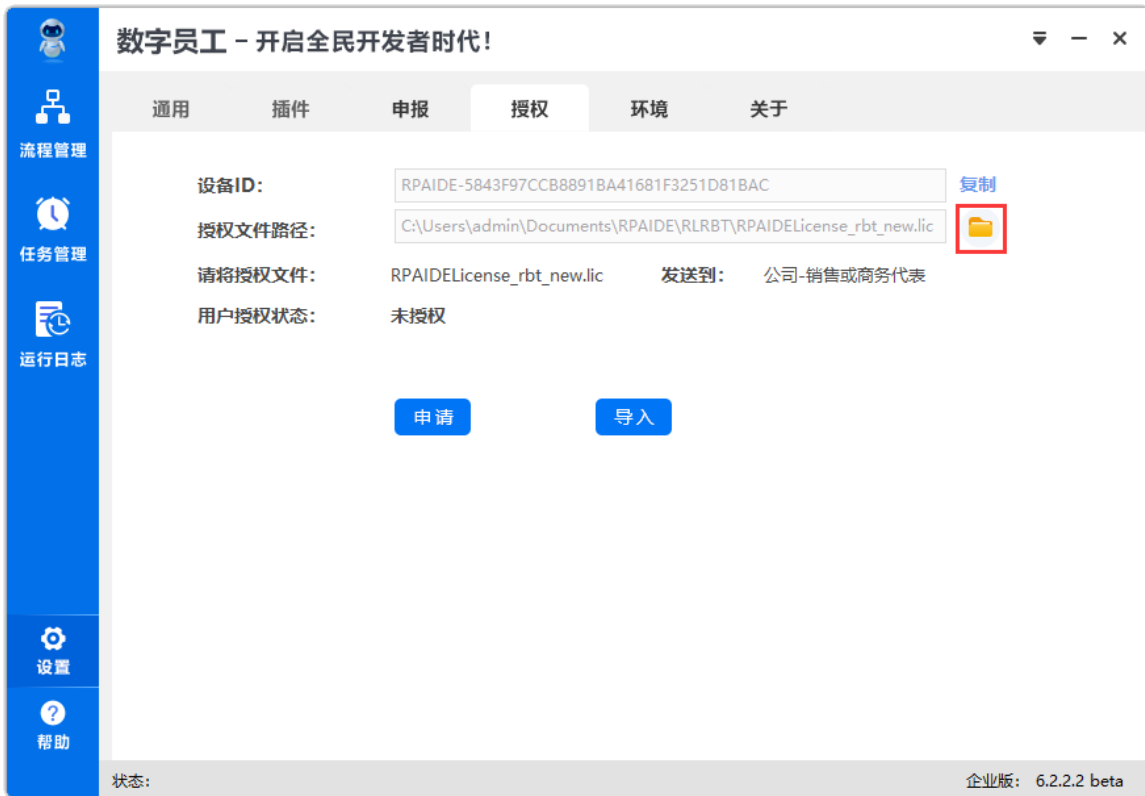 数字员工 – 开启全民开发者时代！
通用 插件 申报 授权 环境 关于
流程管理
任务管理
运行日志
设置
帮助
设备ID： RPAIDE-5843F97CCB8891BA41681F3251D81BAC 复制
授权文件路径： C:\Users\admin\Documents\RPAIDE\RLRBT\RPAIDELicense_rbt_new.lic
请将授权文件： RPAIDELicense_rbt_new.lic 发送到： 公司-销售或商务代表
用户授权状态： 未授权
申请 导入
状态： 企业版： 6.2.2.2 beta